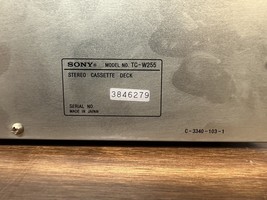 SONY® MODEL NO. TC-W255
STEREO CASSETTE DECK
3846279
SERIAL NO.
MADE IN JAPAN
C-3340-103-1